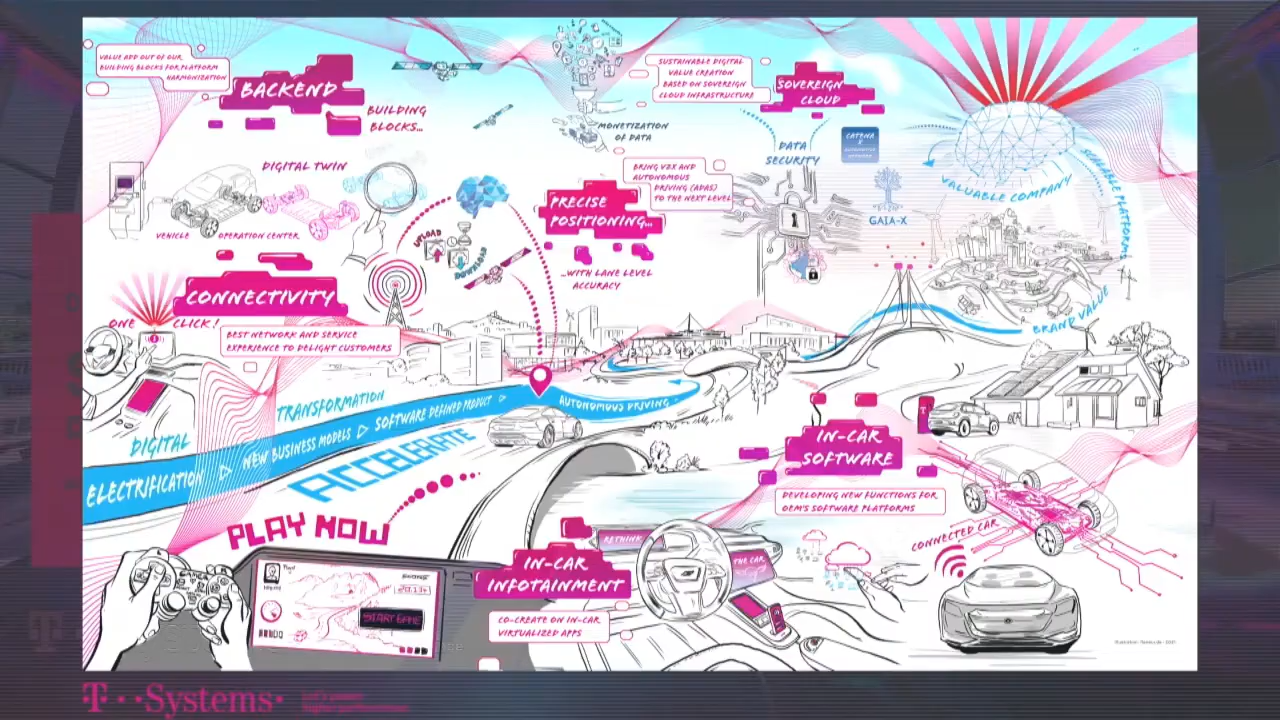 VALUE ADD OUT OF OUR
BUILDING BLOCKS FOR PLATFORM
HARMONIZATION
BACKEND
BUILDING
BLOCKS...
DIGITAL TWIN
VEHICLE OPERATION CENTER
CONNECTIVITY
ONE CLICK!
BEST NETWORK AND SERVICE
EXPERIENCE TO DELIGHT CUSTOMERS
UPLOAD
DOWNLOAD
MONETIZATION
OF DATA
SUSTAINABLE DIGITAL
VALUE CREATION
BASED ON SOVEREIGN
CLOUD INFRASTRUCTURE
SOVEREIGN
CLOUD
DATA
SECURITY
CATENA
X
GAIA-X
BRING V2X AND
AUTONOMOUS
DRIVING (ADAS)
TO THE NEXT LEVEL
PRECISE
POSITIONING...
...WITH LANE LEVEL
ACCURACY
VALUABLE COMPANY
BRAND VALUE
DIGITAL
TRANSFORMATION
ELECTRIFICATION
NEW BUSINESS MODELS
SOFTWARE DEFINED PRODUCT
AUTONOMOUS DRIVING
ACCELERATE
PLAY NOW
START GAME
IN-CAR
INFOTAINMENT
CO-CREATE ON IN-CAR
VIRTUALIZED APPS
RETHINK
THE CAR
IN-CAR
SOFTWARE
DEVELOPING NEW FUNCTIONS FOR
OEM'S SOFTWARE PLATFORMS
CONNECTED CAR
T
T··Systems·